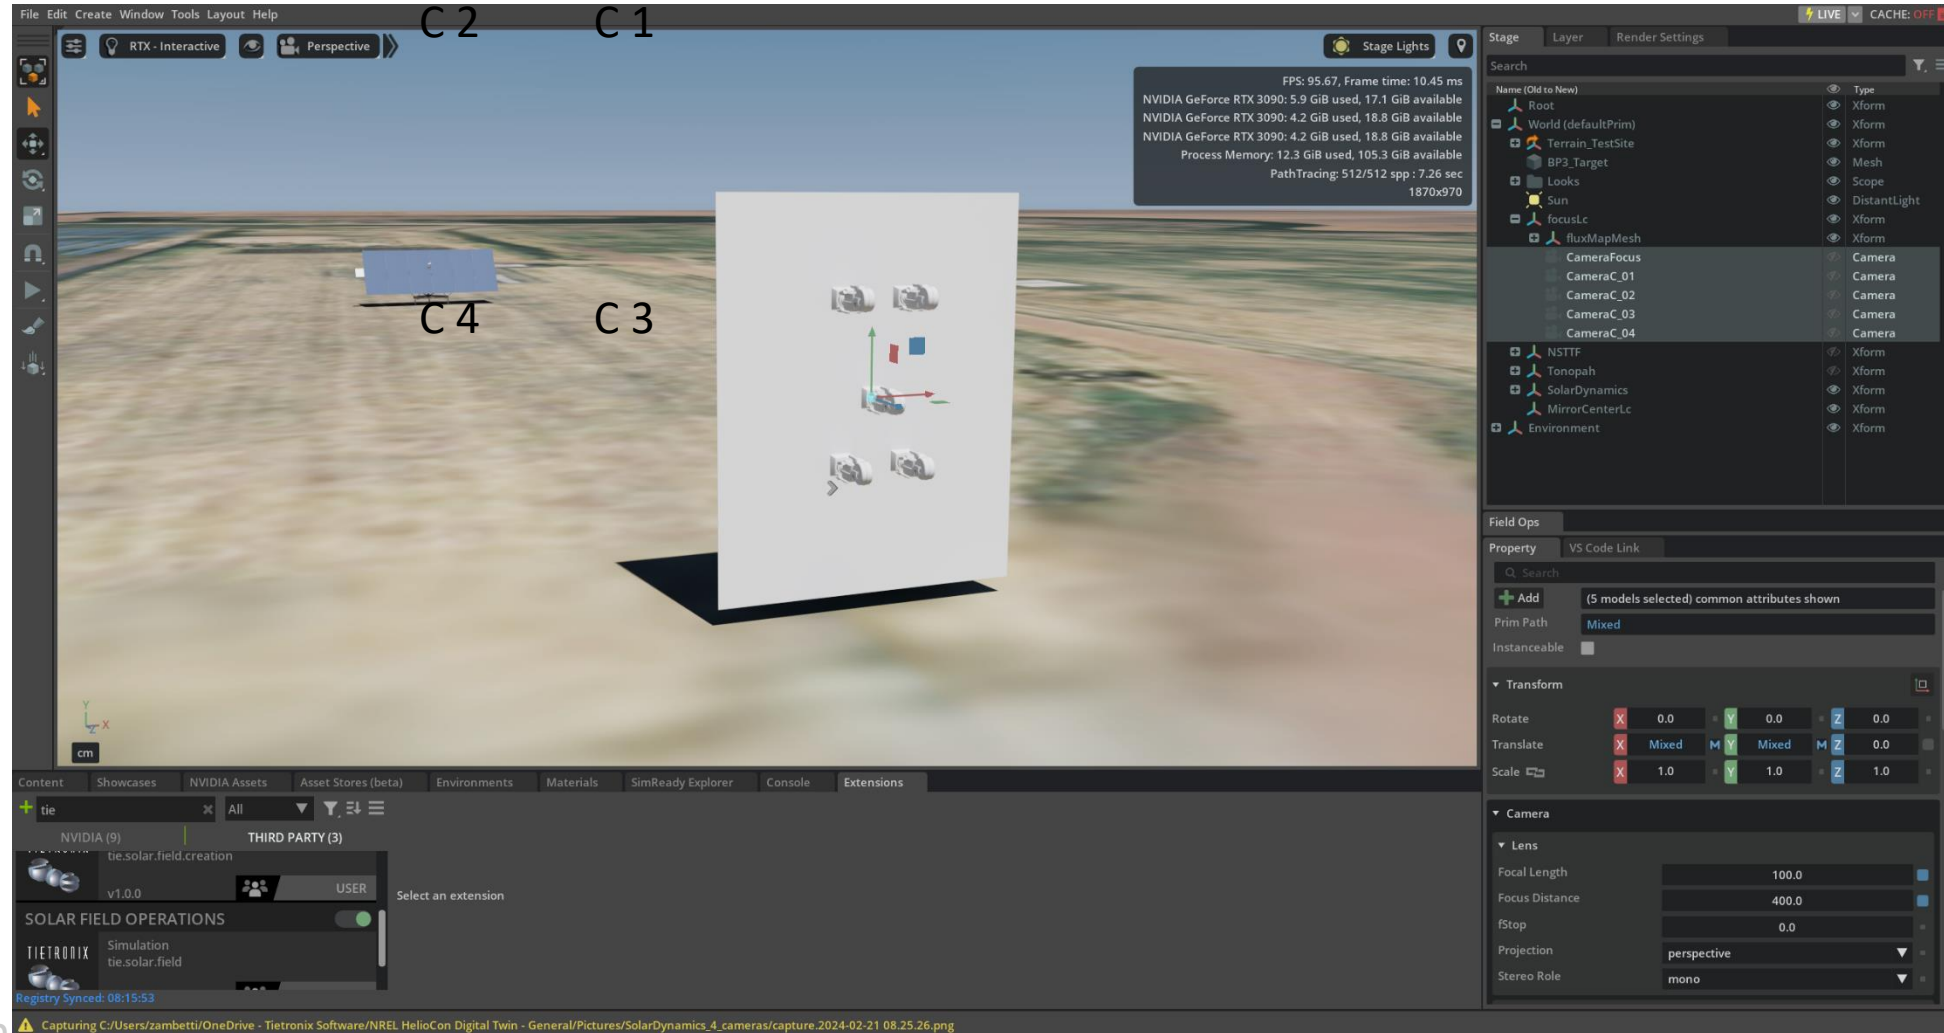 File Edit Create Window Tools Layout Help
C 2
C 1
LIVE
CACHE: OFF
RTX - Interactive
Perspective
Stage Lights
FPS: 95.67, Frame time: 10.45 ms
NVIDIA GeForce RTX 3090: 5.9 GiB used, 17.1 GiB available
NVIDIA GeForce RTX 3090: 4.2 GiB used, 18.8 GiB available
NVIDIA GeForce RTX 3090: 4.2 GiB used, 18.8 GiB available
Process Memory: 12.3 GiB used, 105.3 GiB available
PathTracing: 512/512 spp : 7.26 sec
1870x970
C 4
C 3
Y
X
Z
cm
Stage Layer Render Settings
Search
Name (Old to New) Type
Root Xform
World (defaultPrim) Xform
Terrain_TestSite Xform
BP3_Target Mesh
Looks Scope
Sun DistantLight
focusLc Xform
fluxMapMesh Xform
CameraFocus Camera
CameraC_01 Camera
CameraC_02 Camera
CameraC_03 Camera
CameraC_04 Camera
NSTTF Xform
Tonopah Xform
SolarDynamics Xform
MirrorCenterLc Xform
Environment Xform
Field Ops
Property VS Code Link
Search
Add (5 models selected) common attributes shown
Prim Path Mixed
Instanceable
Transform
Rotate X 0.0 Y 0.0 Z 0.0
Translate X Mixed M Y Mixed M Z 0.0
Scale X 1.0 Y 1.0 Z 1.0
Camera
Lens
Focal Length 100.0
Focus Distance 400.0
fStop 0.0
Projection perspective
Stereo Role mono
Content Showcases NVIDIA Assets Asset Stores (beta) Environments Materials SimReady Explorer Console Extensions
tie All
NVIDIA (9) THIRD PARTY (3)
tie.solar.field.creation
v1.0.0 USER
Select an extension
SOLAR FIELD OPERATIONS
TIETRONIX
Simulation
tie.solar.field
Registry Synced: 08:15:53
Capturing C:/Users/zambetti/OneDrive - Tietronix Software/NREL HelioCon Digital Twin - General/Pictures/SolarDynamics_4_cameras/capture.2024-02-21 08.25.26.png